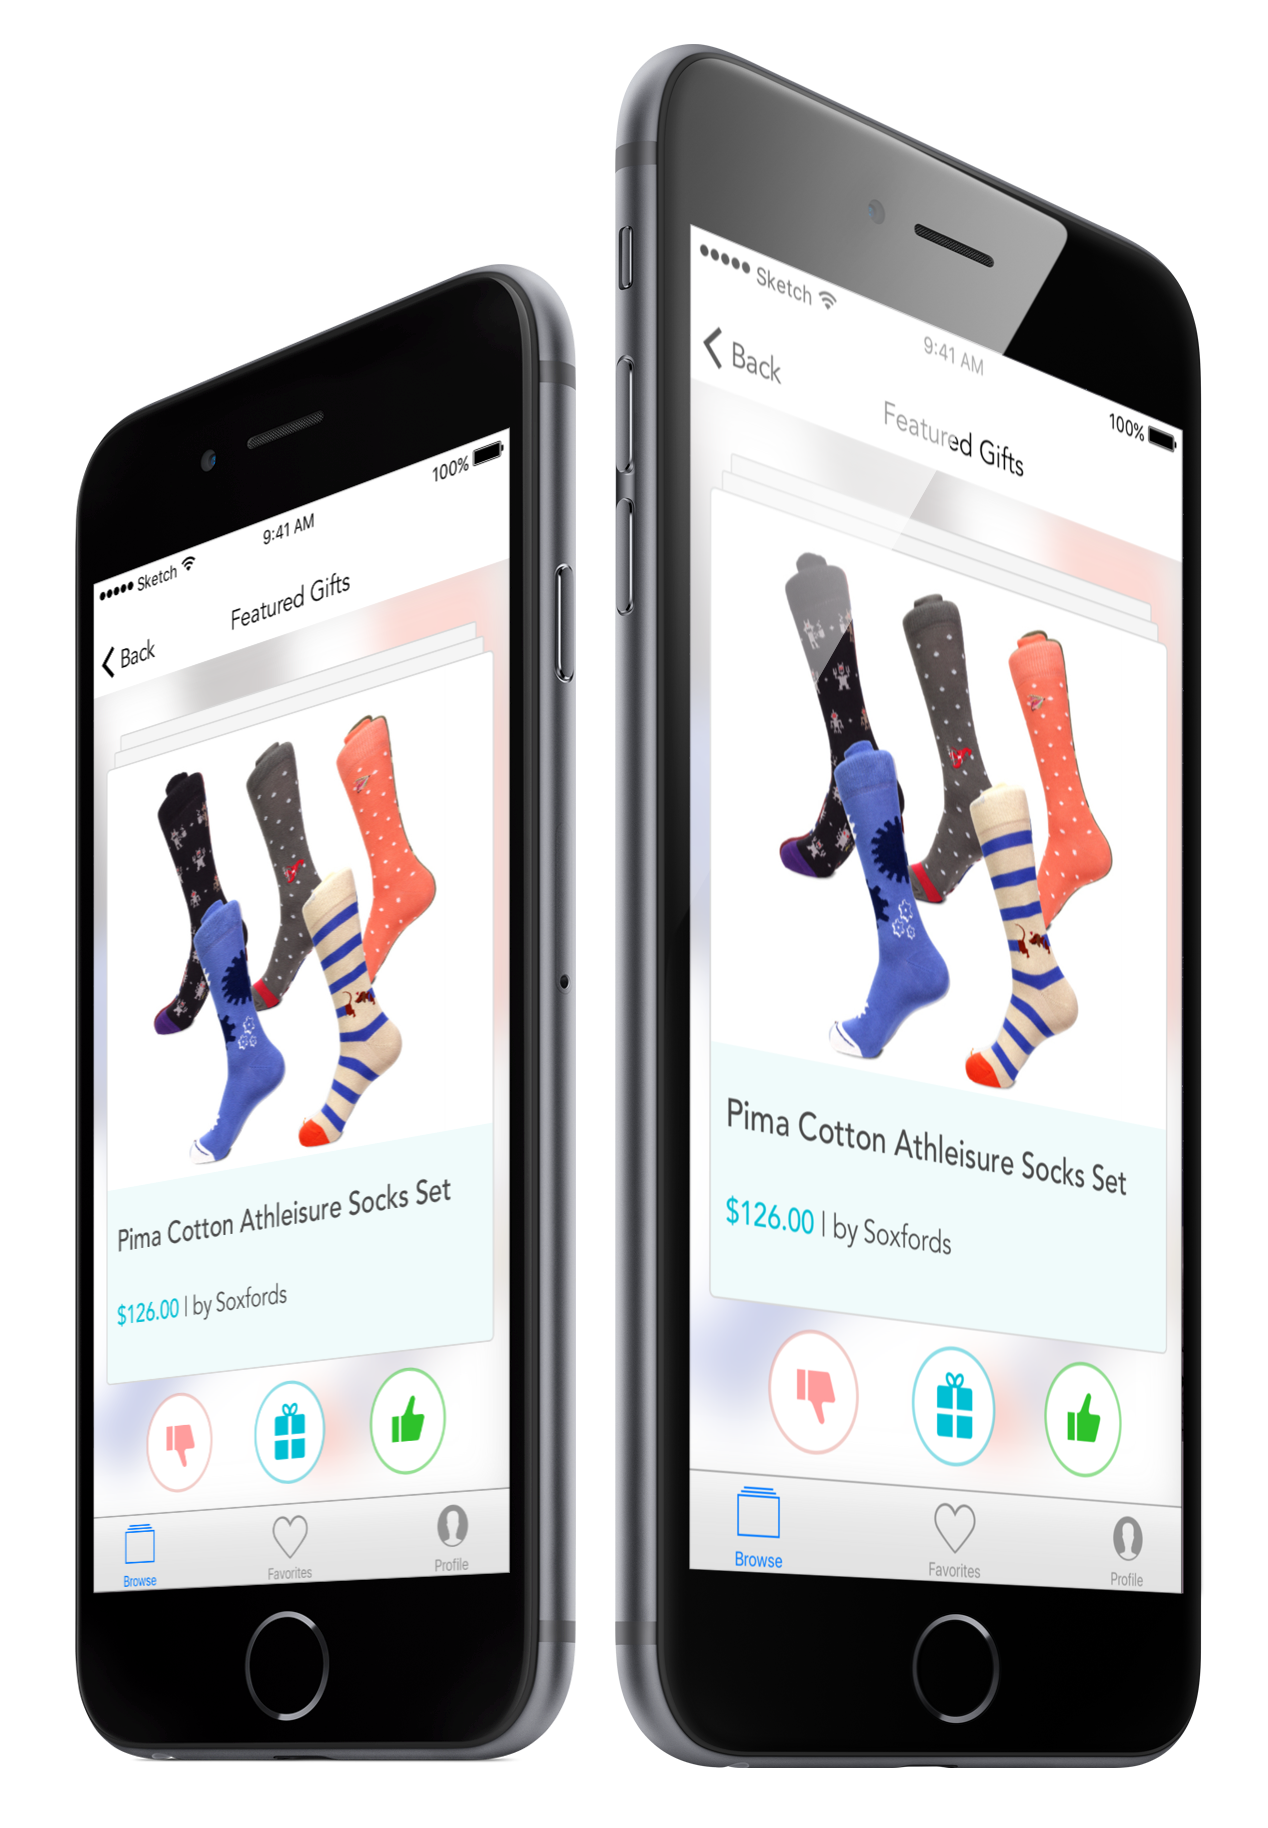 Sketch
9:41 AM
100%
Back
Featured Gifts
Pima Cotton Athleisure Socks Set
$126.00 | by Soxfords
Browse
Favorites
Profile
Sketch
9:41 AM
100%
Back
Featured Gifts
Pima Cotton Athleisure Socks Set
$126.00 | by Soxfords
Browse
Favorites
Profile